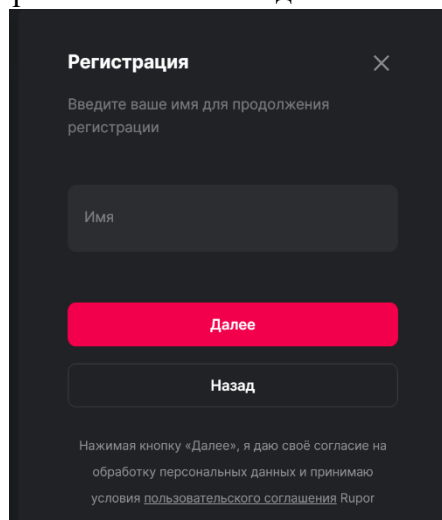 Регистрация
Введите ваше имя для продолжения
регистрации
Имя
Далее
Назад
Нажимая кнопку «Далее», я даю своё согласие на
обработку персональных данных и принимаю
условия пользовательского соглашения Rupor